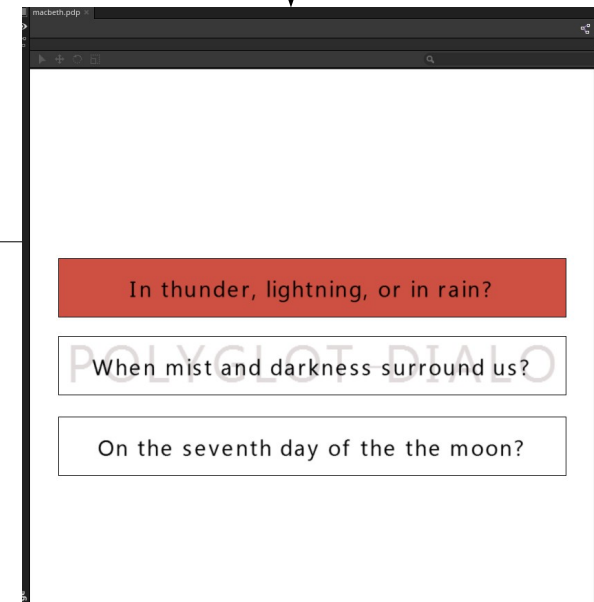 macbeth.pdp
In thunder, lightning, or in rain?
POLYGLOT DIALO
When mist and darkness surround us?
On the seventh day of the the moon?